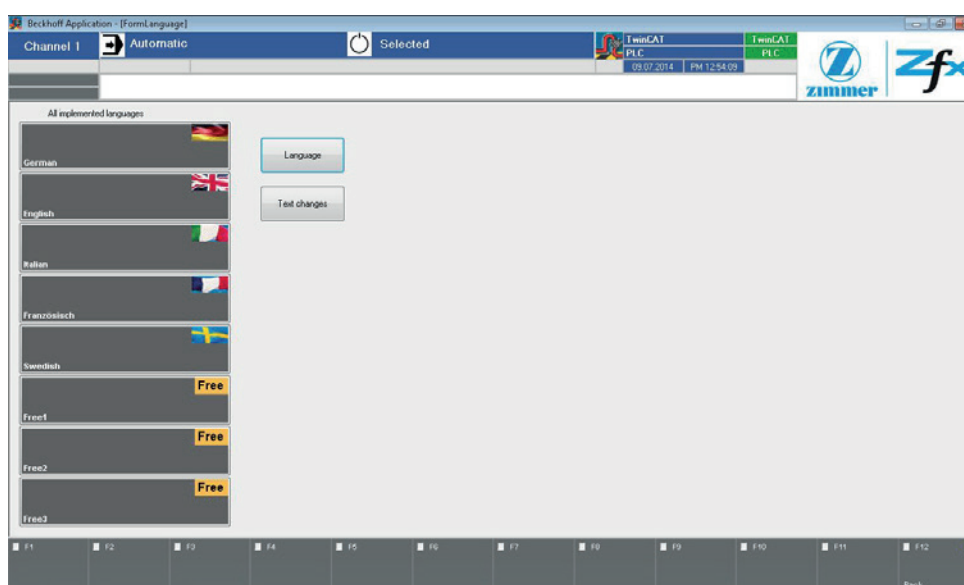 Beckhoff Application - [FormLanguage]
Channel 1 Automatic Selected TwinCAT TwinCAT
PLC PLC
09.07.2014 PM 12:54:09
zimmer Zfx
All implemented languages
German
Language
English
Text changes
Italian
Französisch
Swedish
Free
Free1
Free
Free2
Free
Free3
F1 F2 F3 F4 F5 F6 F7 F8 F9 F10 F11 F12
Back